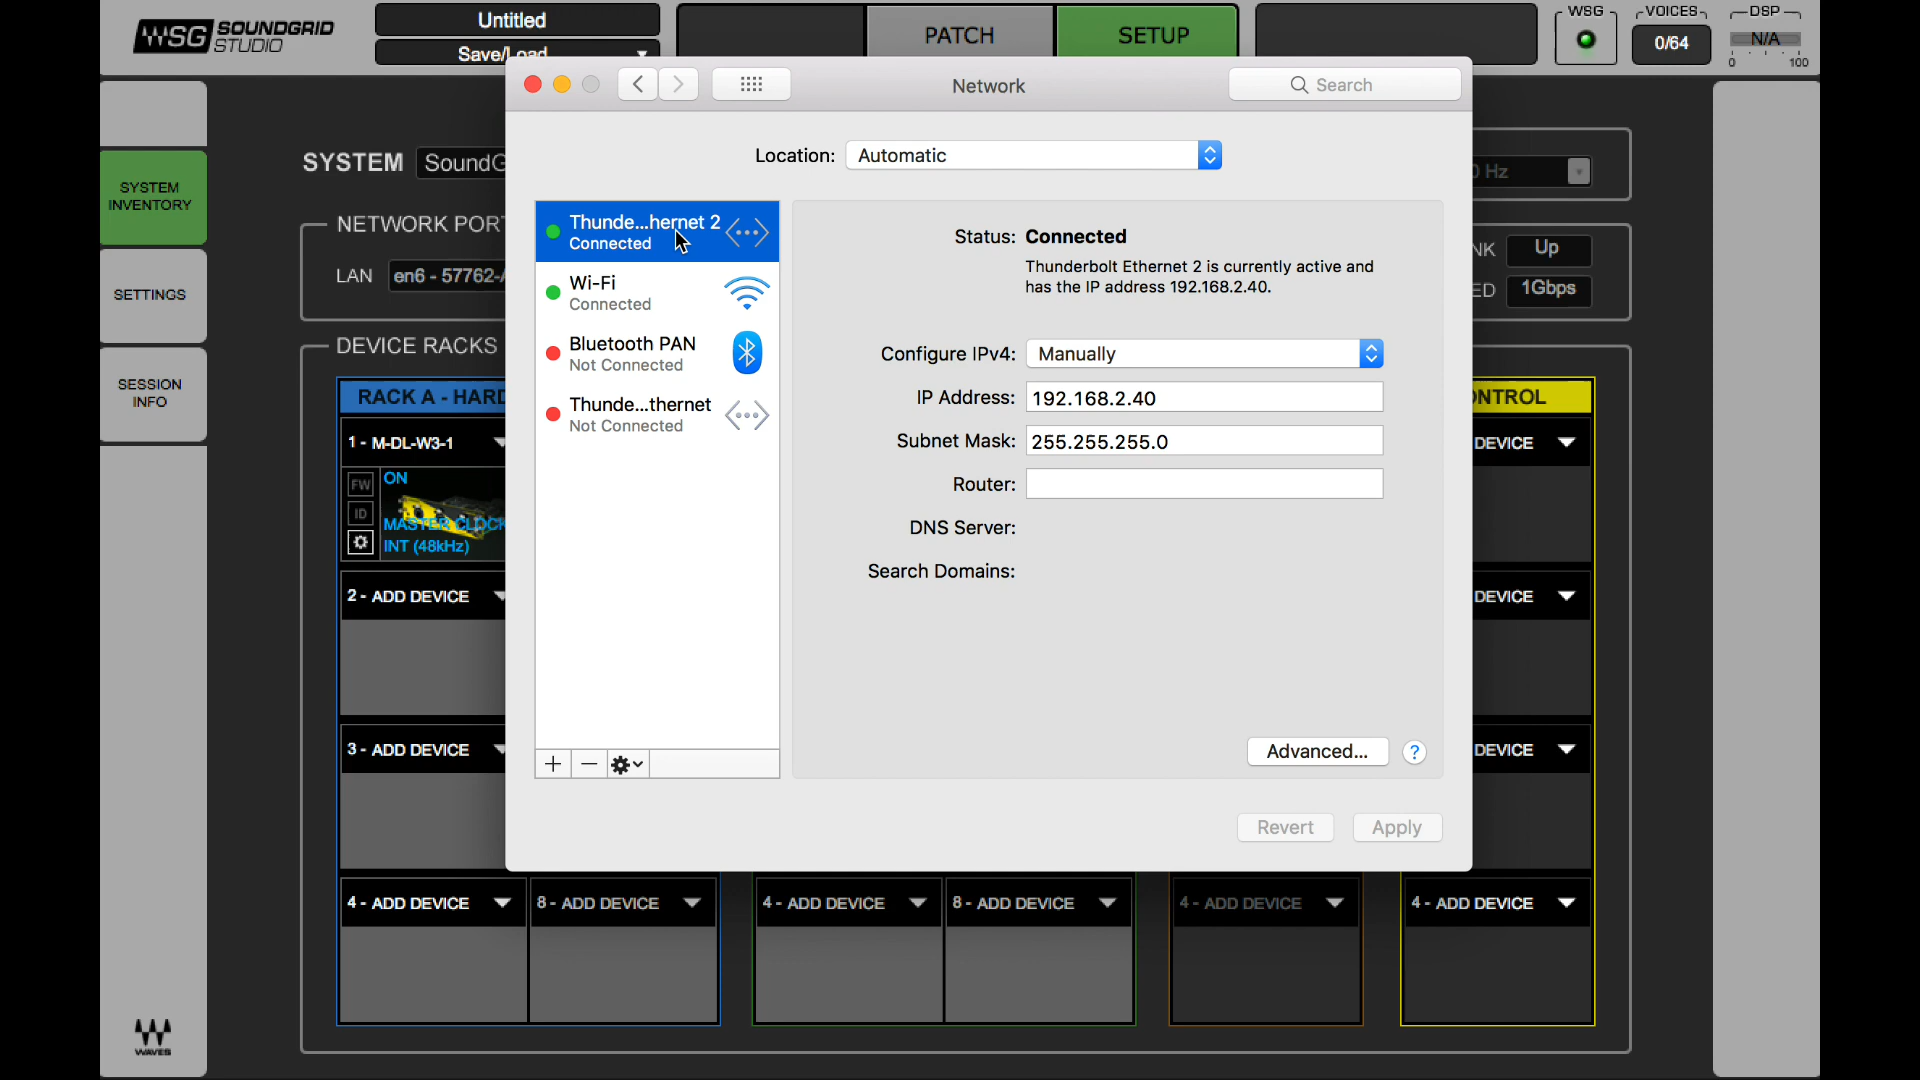 WSG SOUNDGRID STUDIO
Untitled
Save/Load
PATCH
SETUP
WSG
VOICES
0/64
DSP
N/A
0 100
SYSTEM INVENTORY
SETTINGS
SESSION INFO
WAVES
SYSTEM
SoundG
0 Hz
NETWORK PORT
LAN
en6 - 57762-
NK
Up
ED
1Gbps
DEVICE RACKS
RACK A - HARD
1 - M-DL-W3-1
FW
ID
ON
MASTER CLOCK
INT (48kHz)
2 - ADD DEVICE
3 - ADD DEVICE
4 - ADD DEVICE
8 - ADD DEVICE
4 - ADD DEVICE
8 - ADD DEVICE
4 - ADD DEVICE
NTROL
DEVICE
DEVICE
DEVICE
4 - ADD DEVICE
Network
Search
Location:
Automatic
Thunde...hernet 2
Connected
Wi-Fi
Connected
Bluetooth PAN
Not Connected
Thunde...thernet
Not Connected
Status: Connected
Thunderbolt Ethernet 2 is currently active and
has the IP address 192.168.2.40.
Configure IPv4: Manually
IP Address: 192.168.2.40
Subnet Mask: 255.255.255.0
Router:
DNS Server:
Search Domains:
Advanced...
?
Revert
Apply